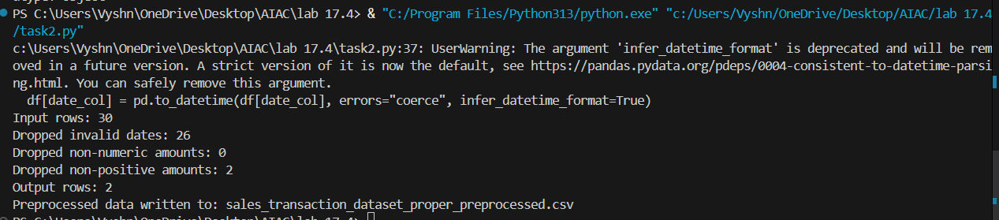 PS C:\Users\Vyshn\OneDrive\Desktop\AIAC\lab 17.4> & "C:/Program Files/Python313/python.exe" "c:/Users/Vyshn/OneDrive/Desktop/AIAC/lab 17.4
/task2.py"
c:\Users\Vyshn\OneDrive\Desktop\AIAC\lab 17.4\task2.py:37: UserWarning: The argument 'infer_datetime_format' is deprecated and will be rem
oved in a future version. A strict version of it is now the default, see https://pandas.pydata.org/pdeps/0004-consistent-to-datetime-parsi
ng.html. You can safely remove this argument.
  df[date_col] = pd.to_datetime(df[date_col], errors="coerce", infer_datetime_format=True)
Input rows: 30
Dropped invalid dates: 26
Dropped non-numeric amounts: 0
Dropped non-positive amounts: 2
Output rows: 2
Preprocessed data written to: sales_transaction_dataset_proper_preprocessed.csv
PS C:\Users\Vyshn\OneDrive\Desktop\AIAC\lab 17.4>